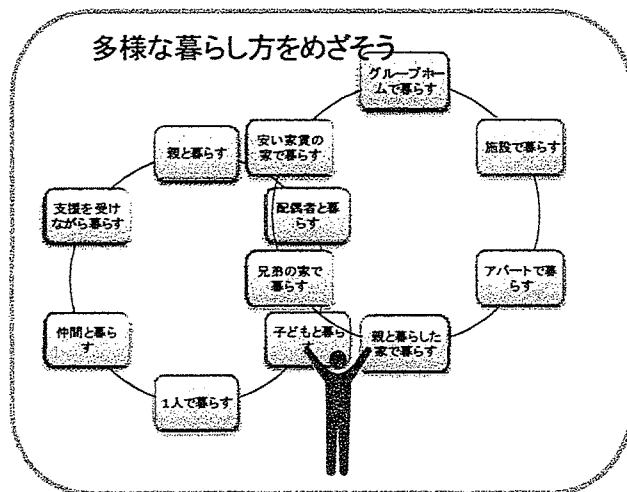 多様な暮らし方をめざそう
グループホー
ムで暮らす
安い家賃の
家で暮らす
施設で暮らす
親と暮らす
支援を受け
ながら暮らす
配偶者と暮
らす
兄弟の家で
暮らす
アパートで暮
らす
仲間と暮ら
す
子どもと暮ら
す
親と暮らした
家で暮らす
1人で暮らす